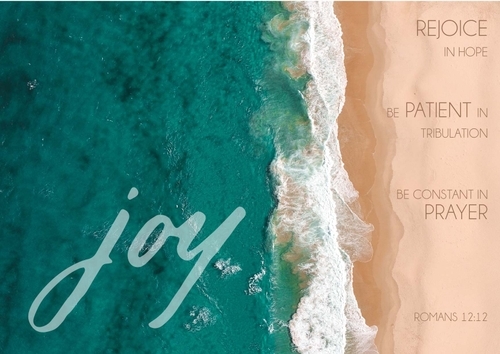 joy
REJOICE
IN HOPE
BE PATIENT IN
TRIBULATION
BE CONSTANT IN
PRAYER
ROMANS 12:12